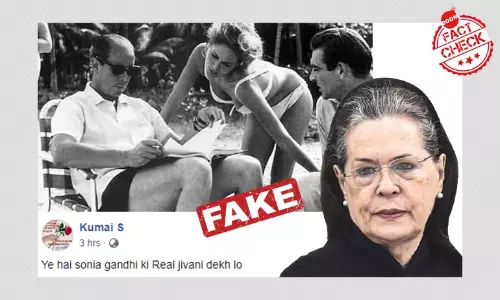 BOOM
FACT
CHECK
FAKE
Kumai S
3 hrs ·
Ye hai sonia gandhi ki Real jivani dekh lo